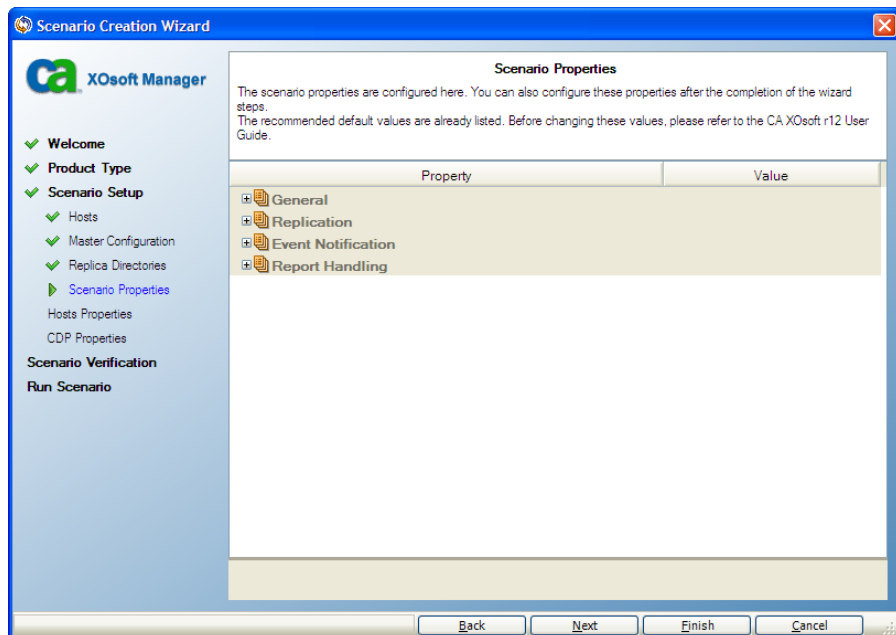 Scenario Creation Wizard
ca
XOsoft Manager
Welcome
Product Type
Scenario Setup
Hosts
Master Configuration
Replica Directories
Scenario Properties
Hosts Properties
CDP Properties
Scenario Verification
Run Scenario
Scenario Properties
The scenario properties are configured here. You can also configure these properties after the completion of the wizard
steps.
The recommended default values are already listed. Before changing these values, please refer to the CA XOsoft r12 User
Guide.
Property Value
General
Replication
Event Notification
Report Handling
Back Next Finish Cancel